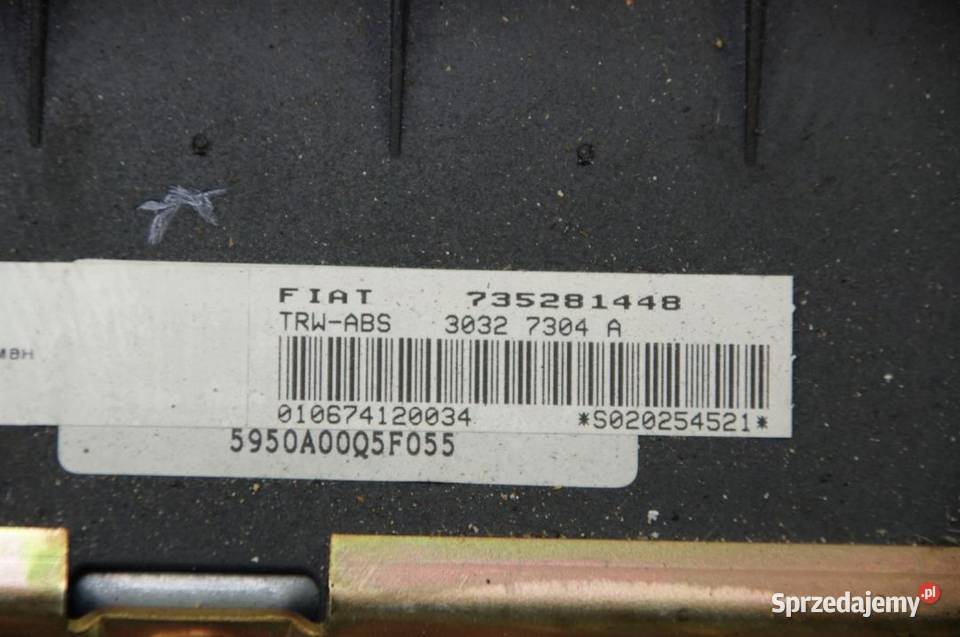 FIAT 735281448
TRW-ABS 3032 7304 A
MBH
010674120034 *S020254521*
5950A00Q5F055
Sprzedajemy.pl